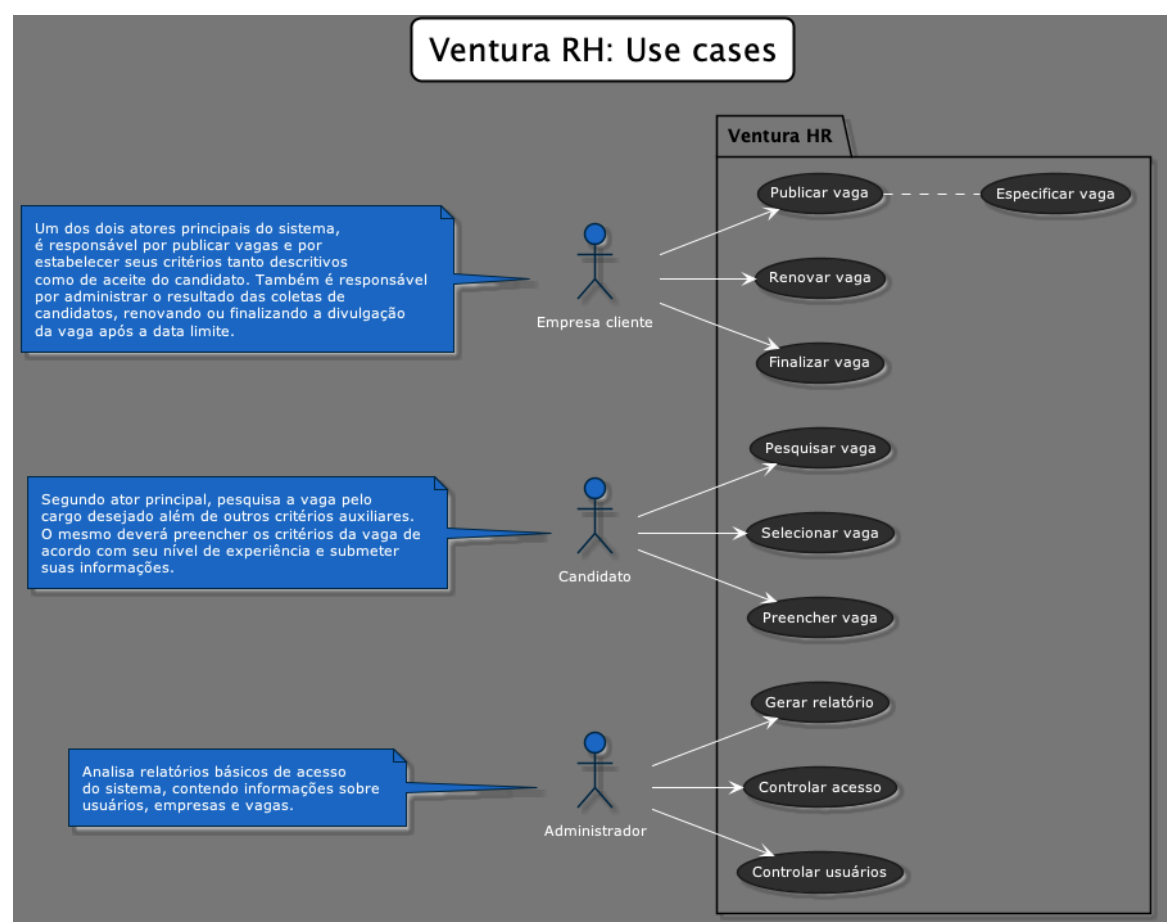 Ventura RH: Use cases
Ventura HR
Publicar vaga
Especificar vaga
Um dos dois atores principais do sistema,
é responsável por publicar vagas e por
estabelecer seus critérios tanto descritivos
como de aceite do candidato. Também é responsável
por administrar o resultado das coletas de
candidatos, renovando ou finalizando a divulgação
da vaga após a data limite.
Empresa cliente
Renovar vaga
Finalizar vaga
Pesquisar vaga
Segundo ator principal, pesquisa a vaga pelo
cargo desejado além de outros critérios auxiliares.
O mesmo deverá preencher os critérios da vaga de
acordo com seu nível de experiência e submeter
suas informações.
Candidato
Selecionar vaga
Preencher vaga
Gerar relatório
Analisa relatórios básicos de acesso
do sistema, contendo informações sobre
usuários, empresas e vagas.
Administrador
Controlar acesso
Controlar usuários